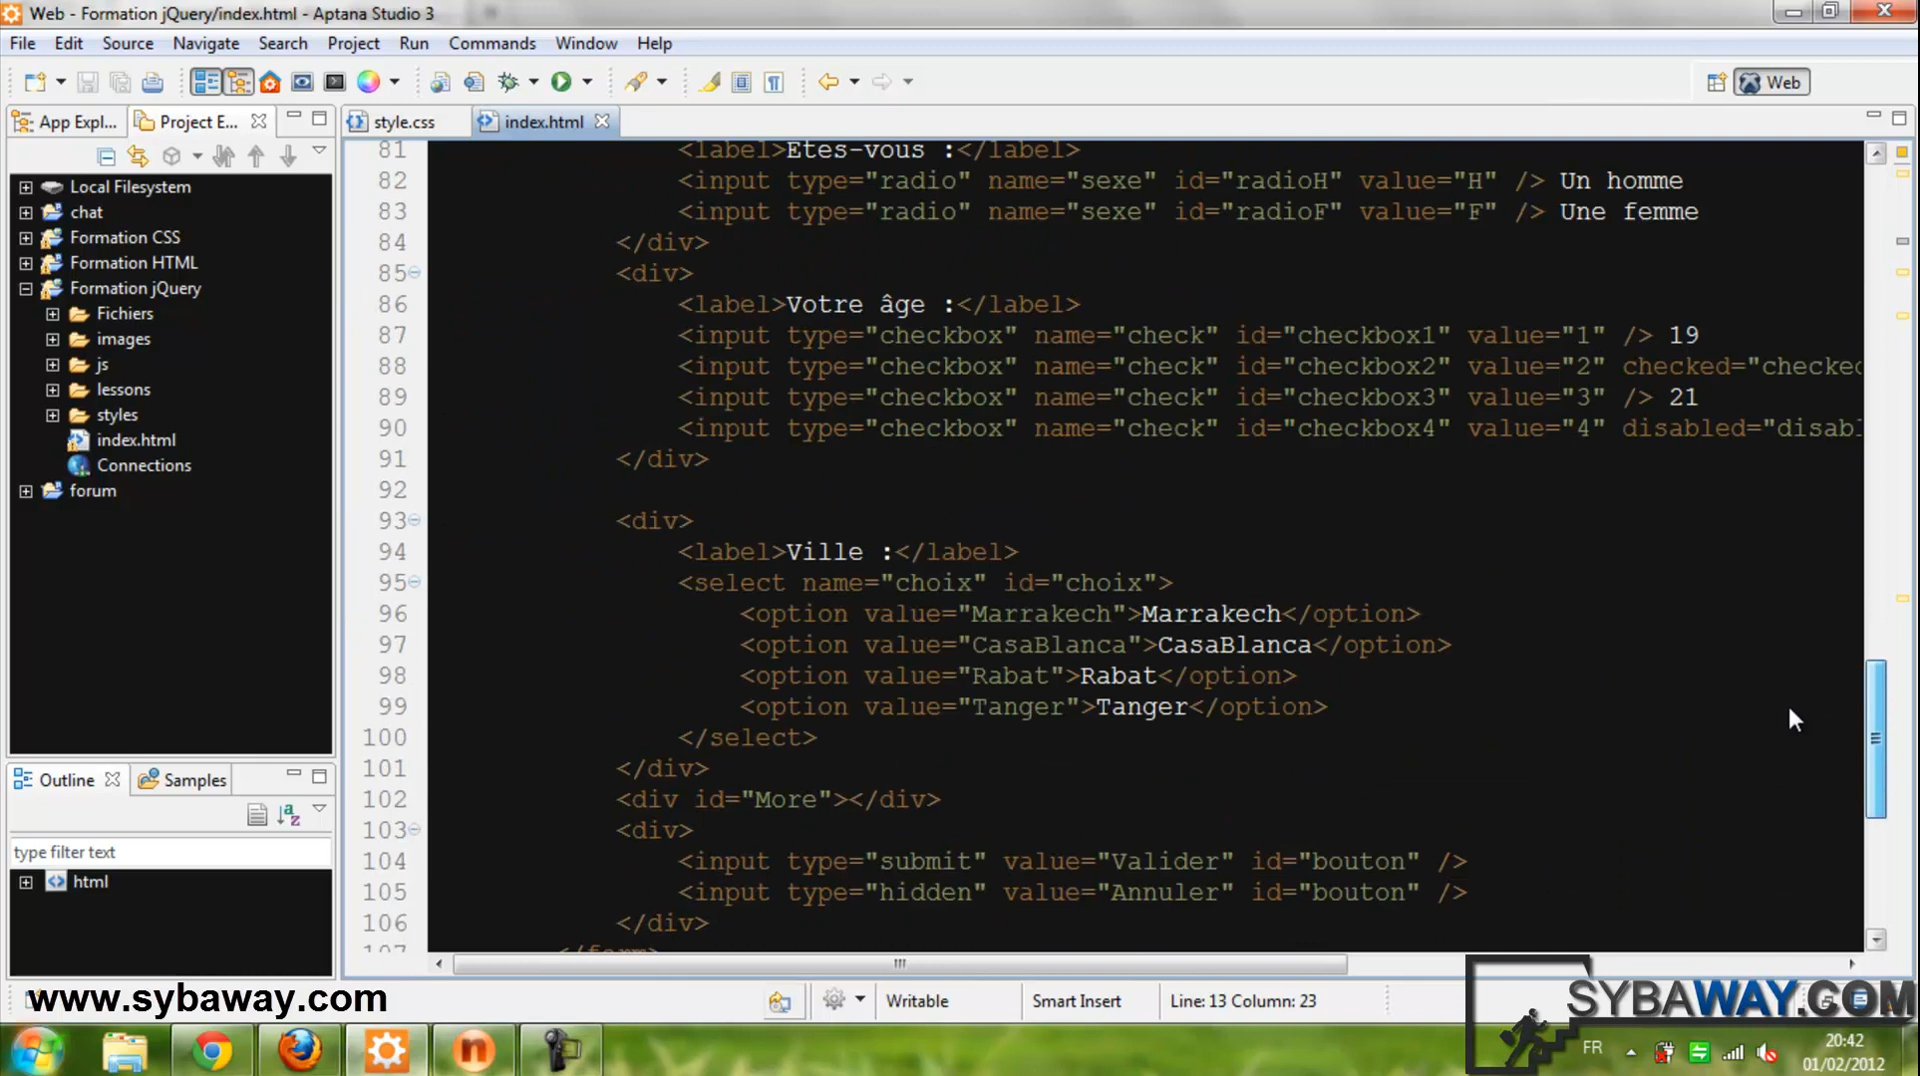 Web - Formation jQuery/index.html - Aptana Studio 3
File Edit Source Navigate Search Project Run Commands Window Help
Web
App Expl...
Project E...
style.css
index.html
Local Filesystem
chat
Formation CSS
Formation HTML
Formation jQuery
Fichiers
images
js
lessons
styles
index.html
Connections
forum
81 <label>Etes-vous :</label>
82 <input type="radio" name="sexe" id="radioH" value="H" /> Un homme
83 <input type="radio" name="sexe" id="radioF" value="F" /> Une femme
84 </div>
85 <div>
86 <label>Votre âge :</label>
87 <input type="checkbox" name="check" id="checkbox1" value="1" /> 19
88 <input type="checkbox" name="check" id="checkbox2" value="2" checked="checke
89 <input type="checkbox" name="check" id="checkbox3" value="3" /> 21
90 <input type="checkbox" name="check" id="checkbox4" value="4" disabled="disabl
91 </div>
92
93 <div>
94 <label>Ville :</label>
95 <select name="choix" id="choix">
96 <option value="Marrakech">Marrakech</option>
97 <option value="CasaBlanca">CasaBlanca</option>
98 <option value="Rabat">Rabat</option>
99 <option value="Tanger">Tanger</option>
100 </select>
101 </div>
102 <div id="More"></div>
103 <div>
104 <input type="submit" value="Valider" id="bouton" />
105 <input type="hidden" value="Annuler" id="bouton" />
106 </div>
107 </form>
Outline
Samples
type filter text
html
www.sybaway.com
Writable
Smart Insert
Line: 13 Column: 23
SYBAWAY.COM
FR
20:42
01/02/2012